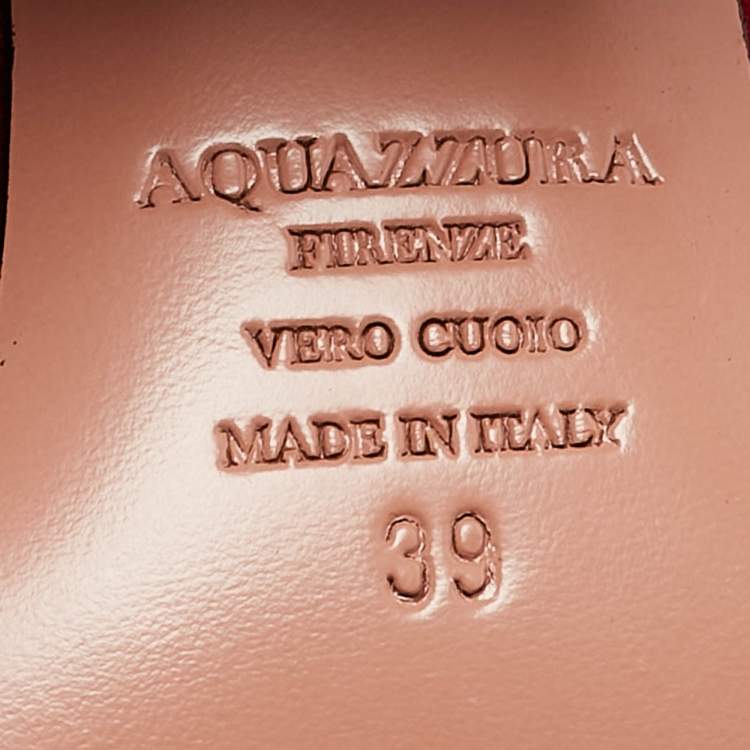 AQUAZZURA
FIRENZE
VERO CUOIO
MADE IN ITALY
39